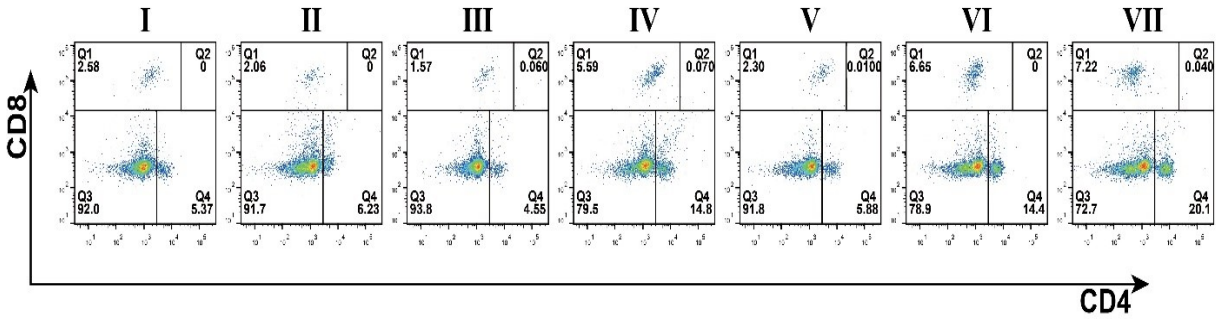 I II III IV V VI VII
Q1 Q2 Q1 Q2 Q1 Q2 Q1 Q2 Q1 Q2 Q1 Q2 Q1 Q2
2.58 0 2.06 0 1.57 0.060 5.59 0.070 2.30 0.0100 6.65 0 7.22 0.040
CD8
Q3 Q4 Q3 Q4 Q3 Q4 Q3 Q4 Q3 Q4 Q3 Q4 Q3 Q4
92.0 5.37 91.7 6.23 93.8 4.55 79.5 14.8 91.8 5.88 78.9 14.4 72.7 20.1
CD4